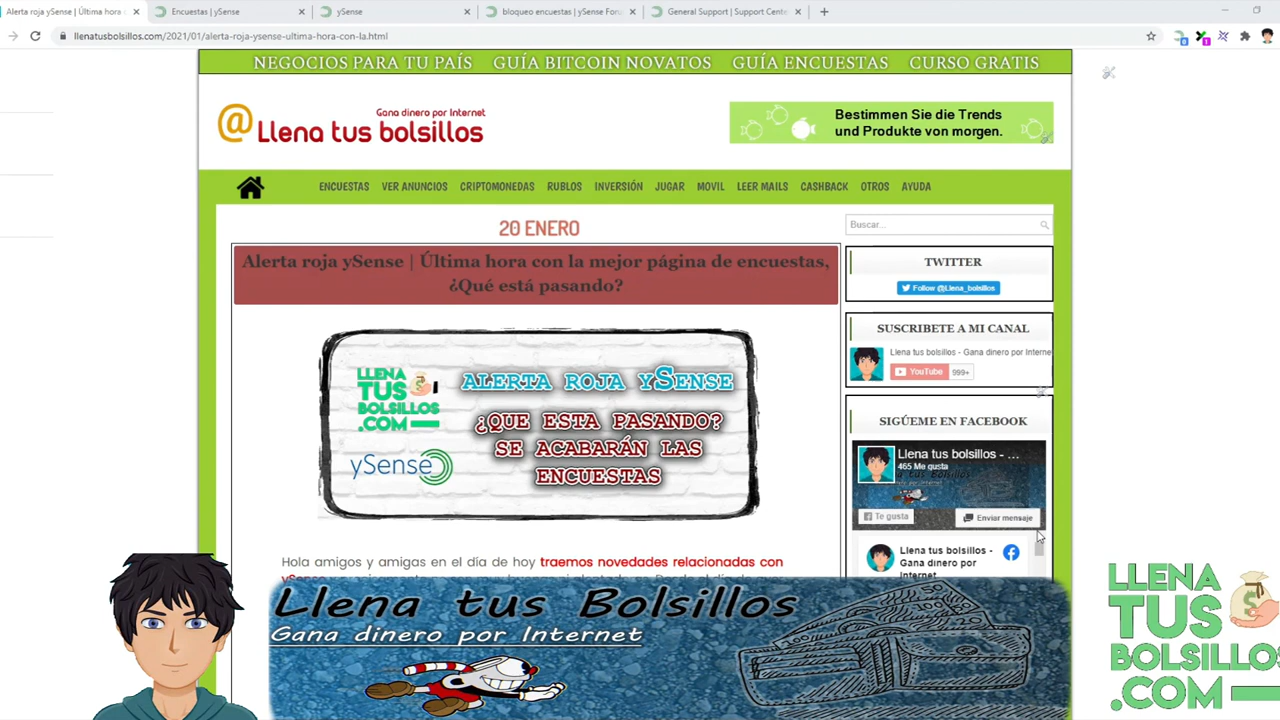 Alerta roja ySense | Última hora
Encuestas | ySense
ySense
bloqueo encuestas | ySense Foru
General Support | Support Cente
llenatusbolsillos.com/2021/01/alerta-roja-ysense-ultima-hora-con-la.html
NEGOCIOS PARA TU PAÍS GUÍA BITCOIN NOVATOS GUÍA ENCUESTAS CURSO GRATIS
Gana dinero por Internet
@Llena tus bolsillos
Bestimmen Sie die Trends
und Produkte von morgen.
ENCUESTAS VER ANUNCIOS CRIPTOMONEDAS RUBLOS INVERSIÓN JUGAR MOVIL LEER MAILS CASHBACK OTROS AYUDA
20 ENERO
Buscar...
Alerta roja ySense | Última hora con la mejor página de encuestas,
¿Qué está pasando?
TWITTER
Follow @Llena_bolsillos
SUSCRIBETE A MI CANAL
Llena tus bolsillos - Gana dinero por Interne
YouTube 999+
LLENA
TUS
BOLSILLOS
.COM
ySense
ALERTA ROJA YSENSE
¿QUE ESTA PASANDO?
SE ACABARÁN LAS
ENCUESTAS
SIGÜEME EN FACEBOOK
Llena tus bolsillos - ...
465 Me gusta
Te gusta
Enviar mensaje
Llena tus bolsillos -
Gana dinero por
Internet
Hola amigos y amigas en el día de hoy traemos novedades relacionadas con
Llena tus Bolsillos
Gana dinero por Internet
LLENA
TUS
BOLSILLOS
.COM